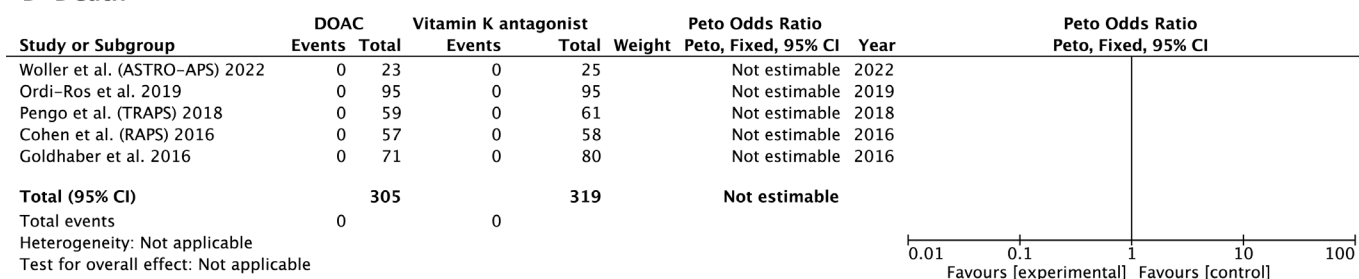 DOAC Vitamin K antagonist Peto Odds Ratio Peto Odds Ratio
Study or Subgroup Events Total Events Total Weight Peto, Fixed, 95% CI Year Peto, Fixed, 95% CI
Woller et al. (ASTRO-APS) 2022 0 23 0 25 Not estimable 2022
Ordi-Ros et al. 2019 0 95 0 95 Not estimable 2019
Pengo et al. (TRAPS) 2018 0 59 0 61 Not estimable 2018
Cohen et al. (RAPS) 2016 0 57 0 58 Not estimable 2016
Goldhaber et al. 2016 0 71 0 80 Not estimable 2016
Total (95% CI) 305 319 Not estimable
Total events 0 0
Heterogeneity: Not applicable
Test for overall effect: Not applicable
0.01 0.1 1 10 100
Favours [experimental] Favours [control]